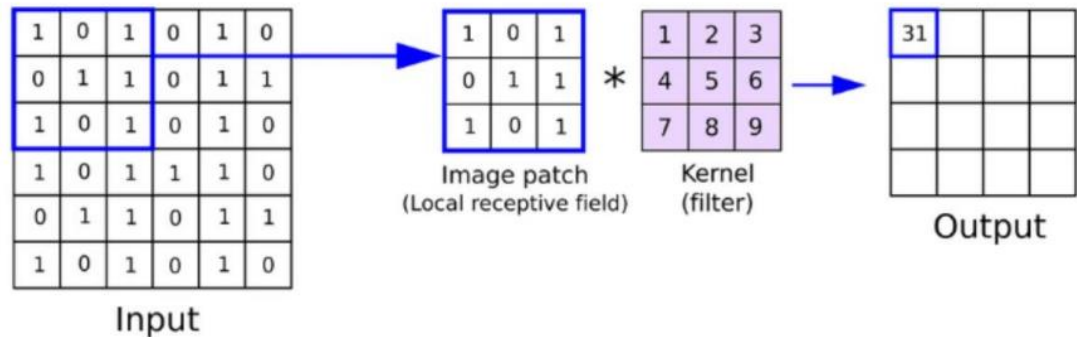 1 0 1 0 1 0
0 1 1 0 1 1
1 0 1 0 1 0
1 0 1 1 1 0
0 1 1 0 1 1
1 0 1 0 1 0
Input
1 0 1
0 1 1
1 0 1
Image patch
(Local receptive field)
*
1 2 3
4 5 6
7 8 9
Kernel
(filter)
31
Output